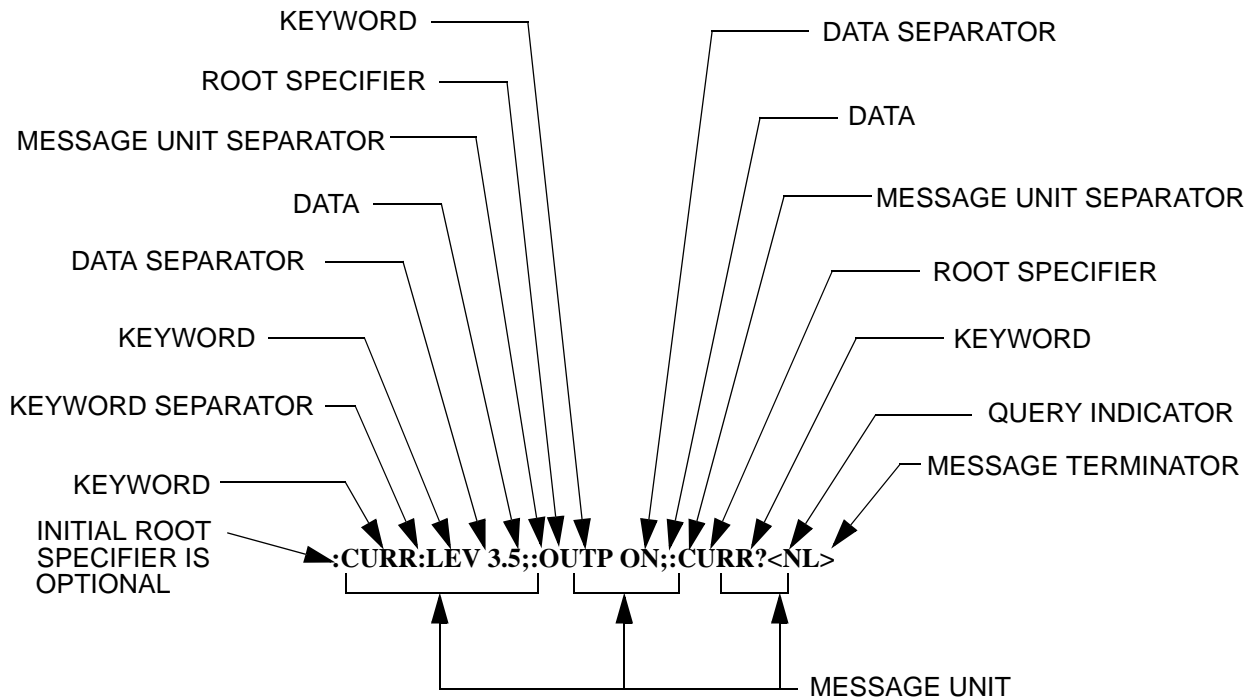 KEYWORD
DATA SEPARATOR
ROOT SPECIFIER
DATA
MESSAGE UNIT SEPARATOR
MESSAGE UNIT SEPARATOR
DATA
DATA SEPARATOR
ROOT SPECIFIER
KEYWORD
KEYWORD
KEYWORD SEPARATOR
QUERY INDICATOR
KEYWORD
MESSAGE TERMINATOR
INITIAL ROOT
SPECIFIER IS
OPTIONAL
:CURR:LEV 3.5;:OUTP ON;:CURR?<NL>
MESSAGE UNIT